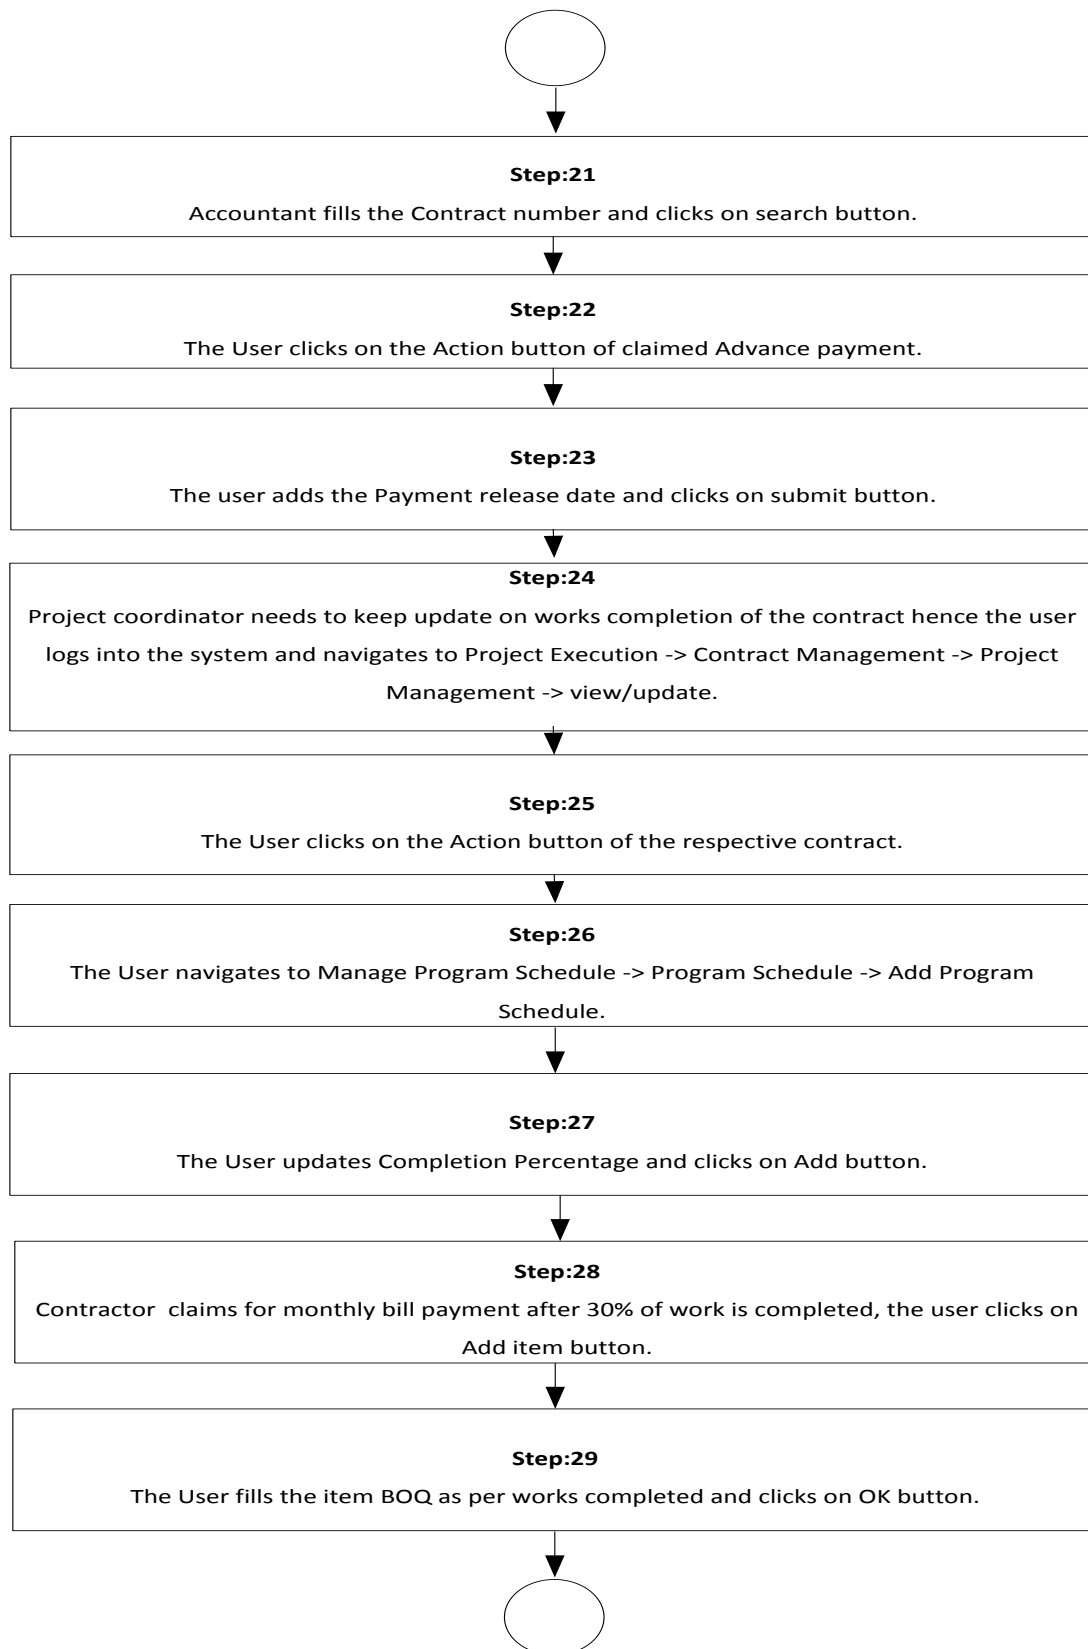 Step:21
Accountant fills the Contract number and clicks on search button.
Step:22
The User clicks on the Action button of claimed Advance payment.
Step:23
The user adds the Payment release date and clicks on submit button.
Step:24
Project coordinator needs to keep update on works completion of the contract hence the user
logs into the system and navigates to Project Execution -> Contract Management -> Project
Management -> view/update.
Step:25
The User clicks on the Action button of the respective contract.
Step:26
The User navigates to Manage Program Schedule -> Program Schedule -> Add Program
Schedule.
Step:27
The User updates Completion Percentage and clicks on Add button.
Step:28
Contractor  claims for monthly bill payment after 30% of work is completed, the user clicks on
Add item button.
Step:29
The User fills the item BOQ as per works completed and clicks on OK button.